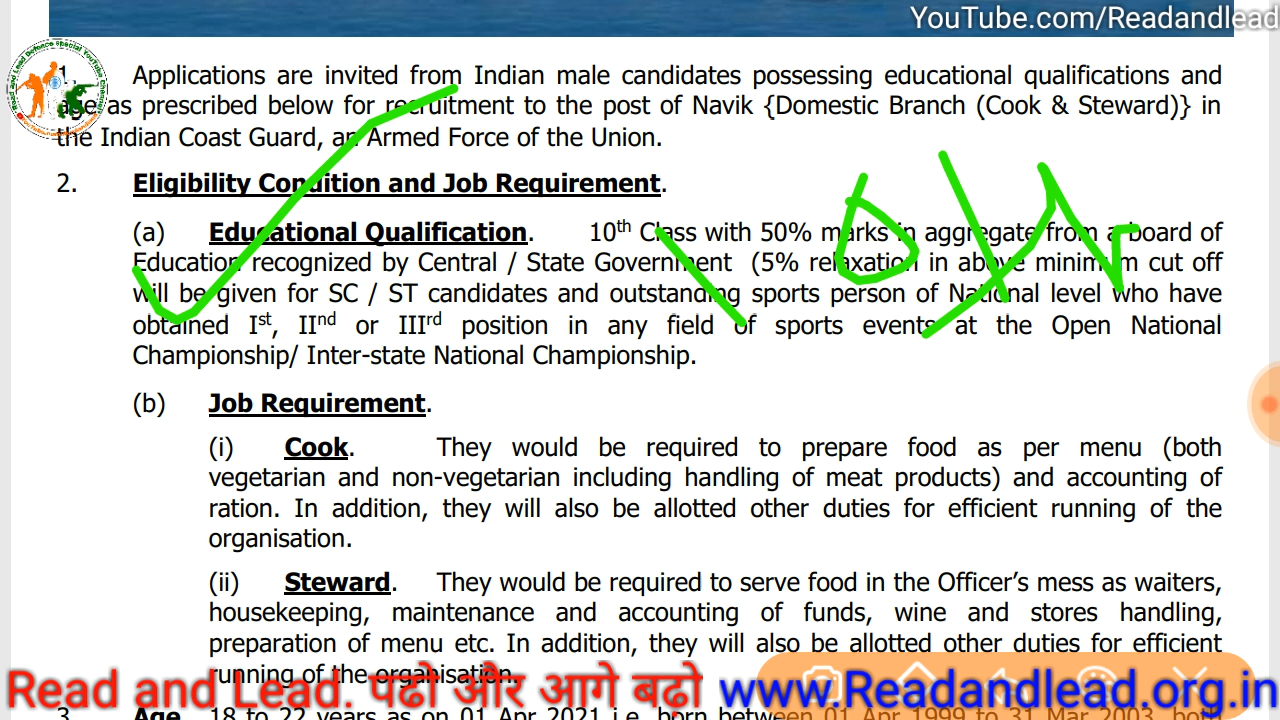 YouTube.com/Readandlead
1. Applications are invited from Indian male candidates possessing educational qualifications and
age as prescribed below for recruitment to the post of Navik {Domestic Branch (Cook & Steward)} in
the Indian Coast Guard, an Armed Force of the Union.
2. Eligibility Condition and Job Requirement.
(a) Educational Qualification. 10th Class with 50% marks in aggregate from a board of
Education recognized by Central / State Government (5% relaxation in above minimum cut off
will be given for SC / ST candidates and outstanding sports person of National level who have
obtained Ist, IInd or IIIrd position in any field of sports events at the Open National
Championship/ Inter-state National Championship.
(b) Job Requirement.
(i) Cook. They would be required to prepare food as per menu (both
vegetarian and non-vegetarian including handling of meat products) and accounting of
ration. In addition, they will also be allotted other duties for efficient running of the
organisation.
(ii) Steward. They would be required to serve food in the Officer's mess as waiters,
housekeeping, maintenance and accounting of funds, wine and stores handling,
preparation of menu etc. In addition, they will also be allotted other duties for efficient
running of the organisation.
Read and Lead. पढो और आगे बढ़ो www.Readandlead.org.in
3. Age. 18 to 22 years as on 01 Apr 2021 i.e. born between 01 Apr 1999 to 31 Mar 2003, both